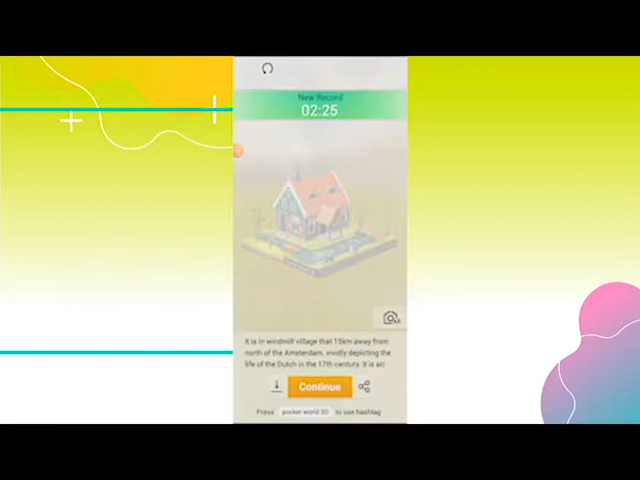 New Record
02:25
It is in windmill village that 18km away from
north of the Amsterdam, vividly depicting the
life of the Dutch in the 17th century. It is an
Continue
Press pocket world 3D to use hashtag